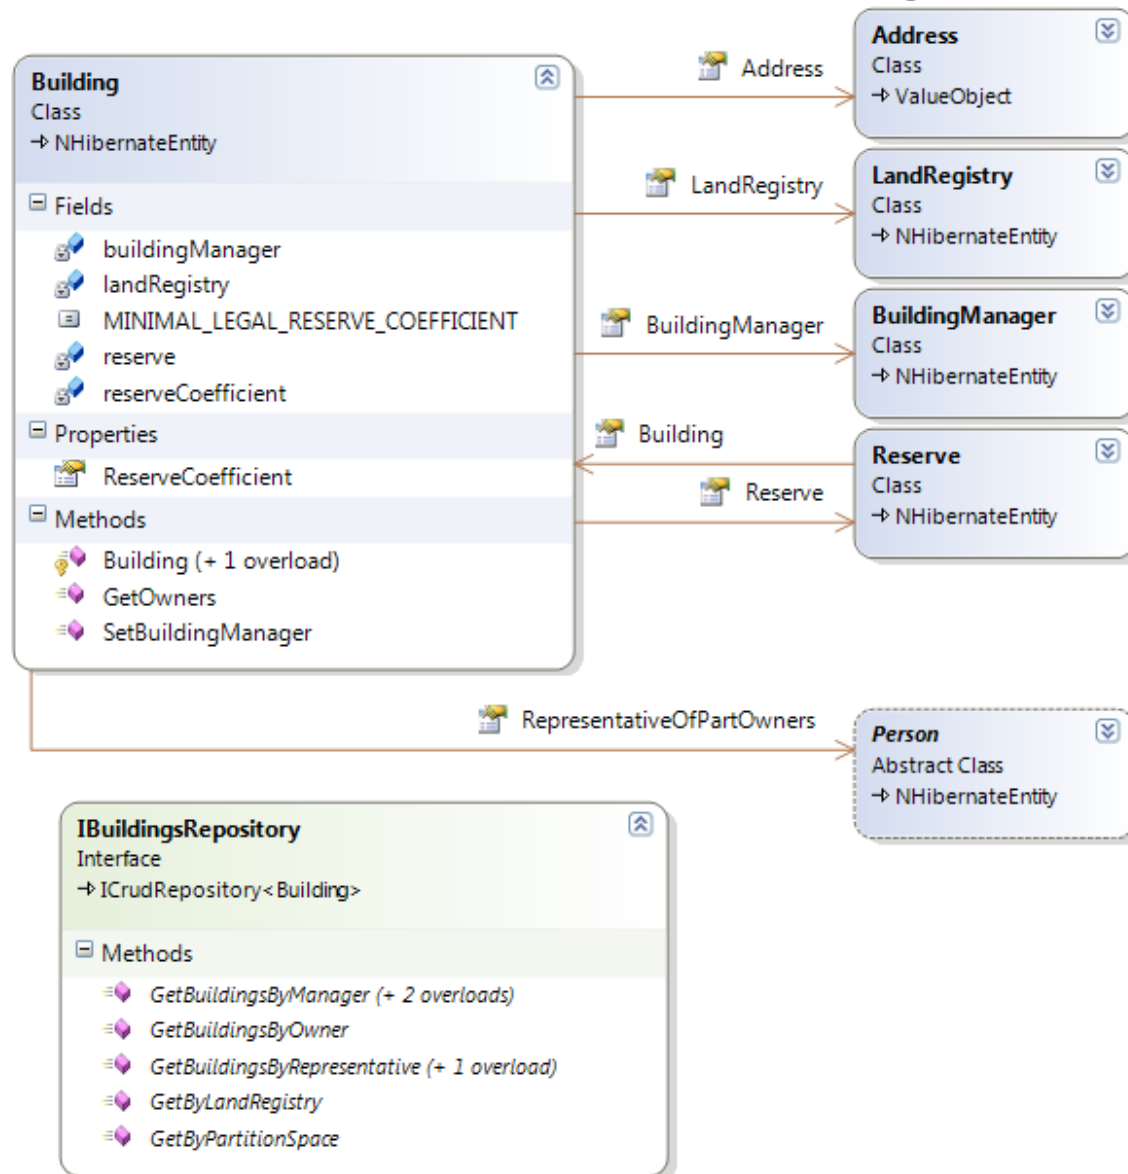 Building
Class
NHibernateEntity
Fields
buildingManager
landRegistry
MINIMAL_LEGAL_RESERVE_COEFFICIENT
reserve
reserveCoefficient
Properties
ReserveCoefficient
Methods
Building (+ 1 overload)
GetOwners
SetBuildingManager
Address
LandRegistry
BuildingManager
Building
Reserve
RepresentativeOfPartOwners
Address
Class
ValueObject
LandRegistry
Class
NHibernateEntity
BuildingManager
Class
NHibernateEntity
Reserve
Class
NHibernateEntity
Person
Abstract Class
NHibernateEntity
IBuildingsRepository
Interface
ICrudRepository<Building>
Methods
GetBuildingsByManager (+ 2 overloads)
GetBuildingsByOwner
GetBuildingsByRepresentative (+ 1 overload)
GetByLandRegistry
GetByPartitionSpace